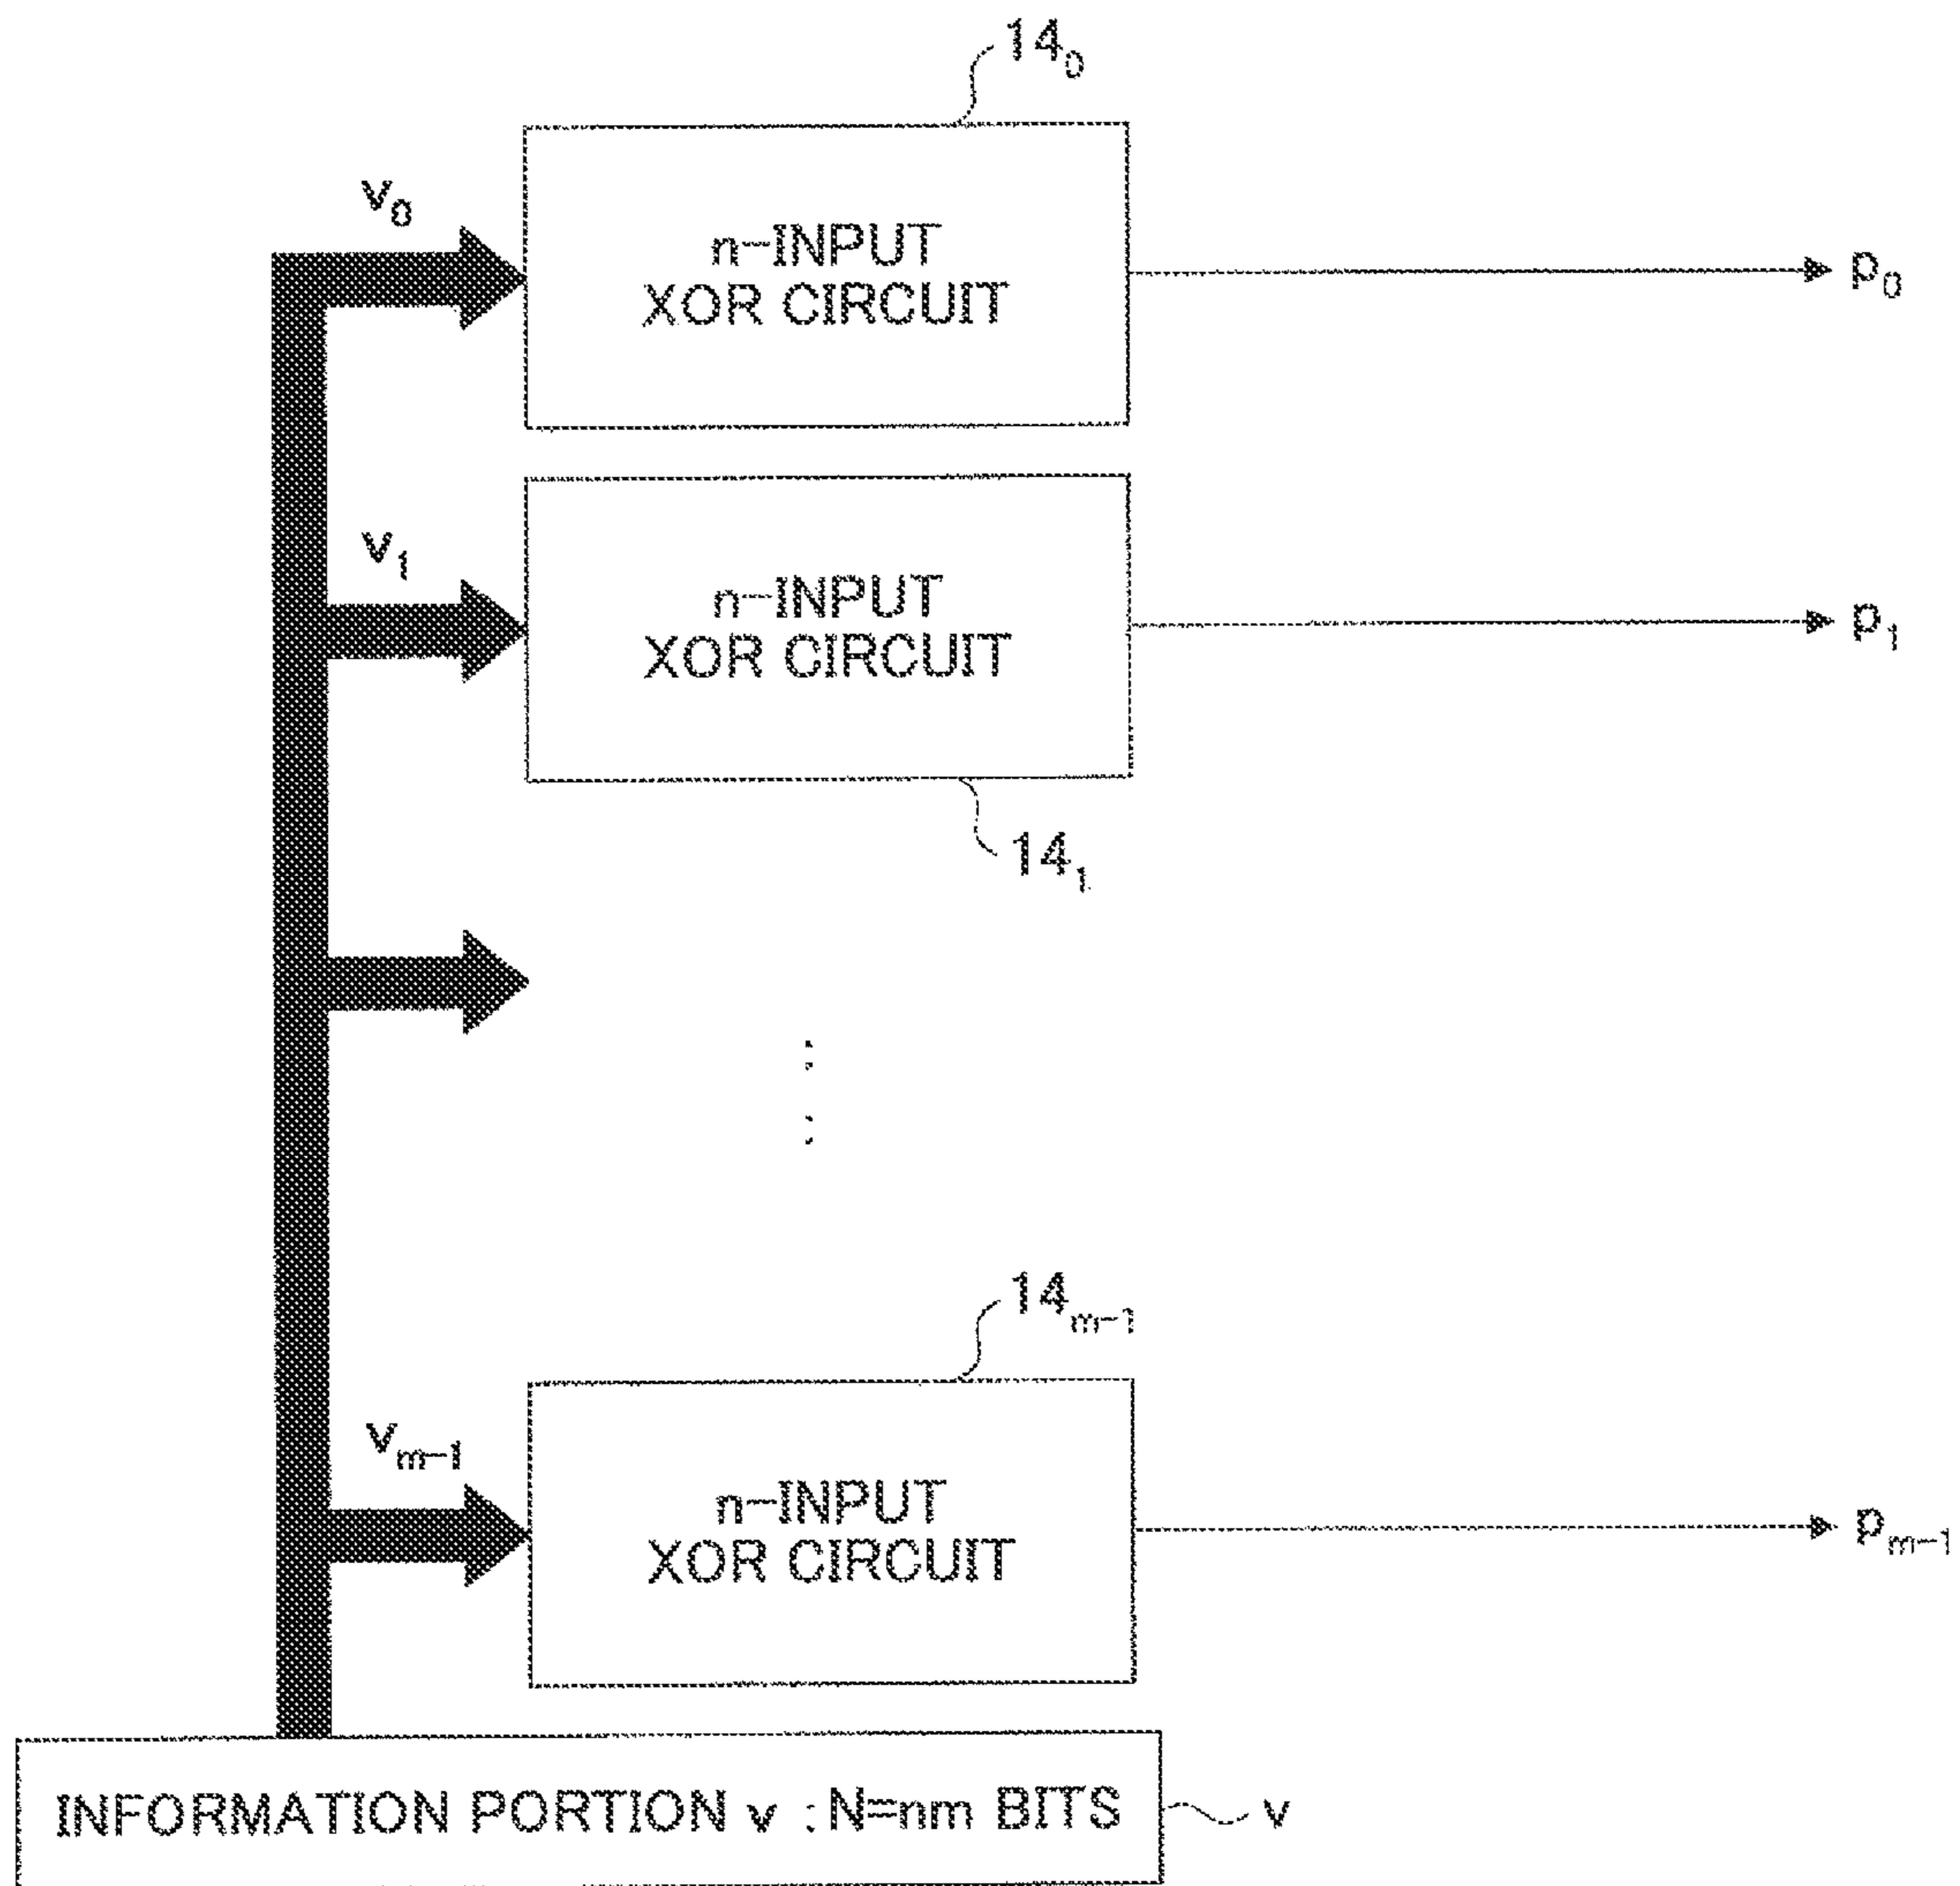 14₀
v₀
n-INPUT
XOR CIRCUIT
p₀
v₁
n-INPUT
XOR CIRCUIT
p₁
14₁
14ₘ₋₁
vₘ₋₁
n-INPUT
XOR CIRCUIT
pₘ₋₁
INFORMATION PORTION v : N=nm BITS
v